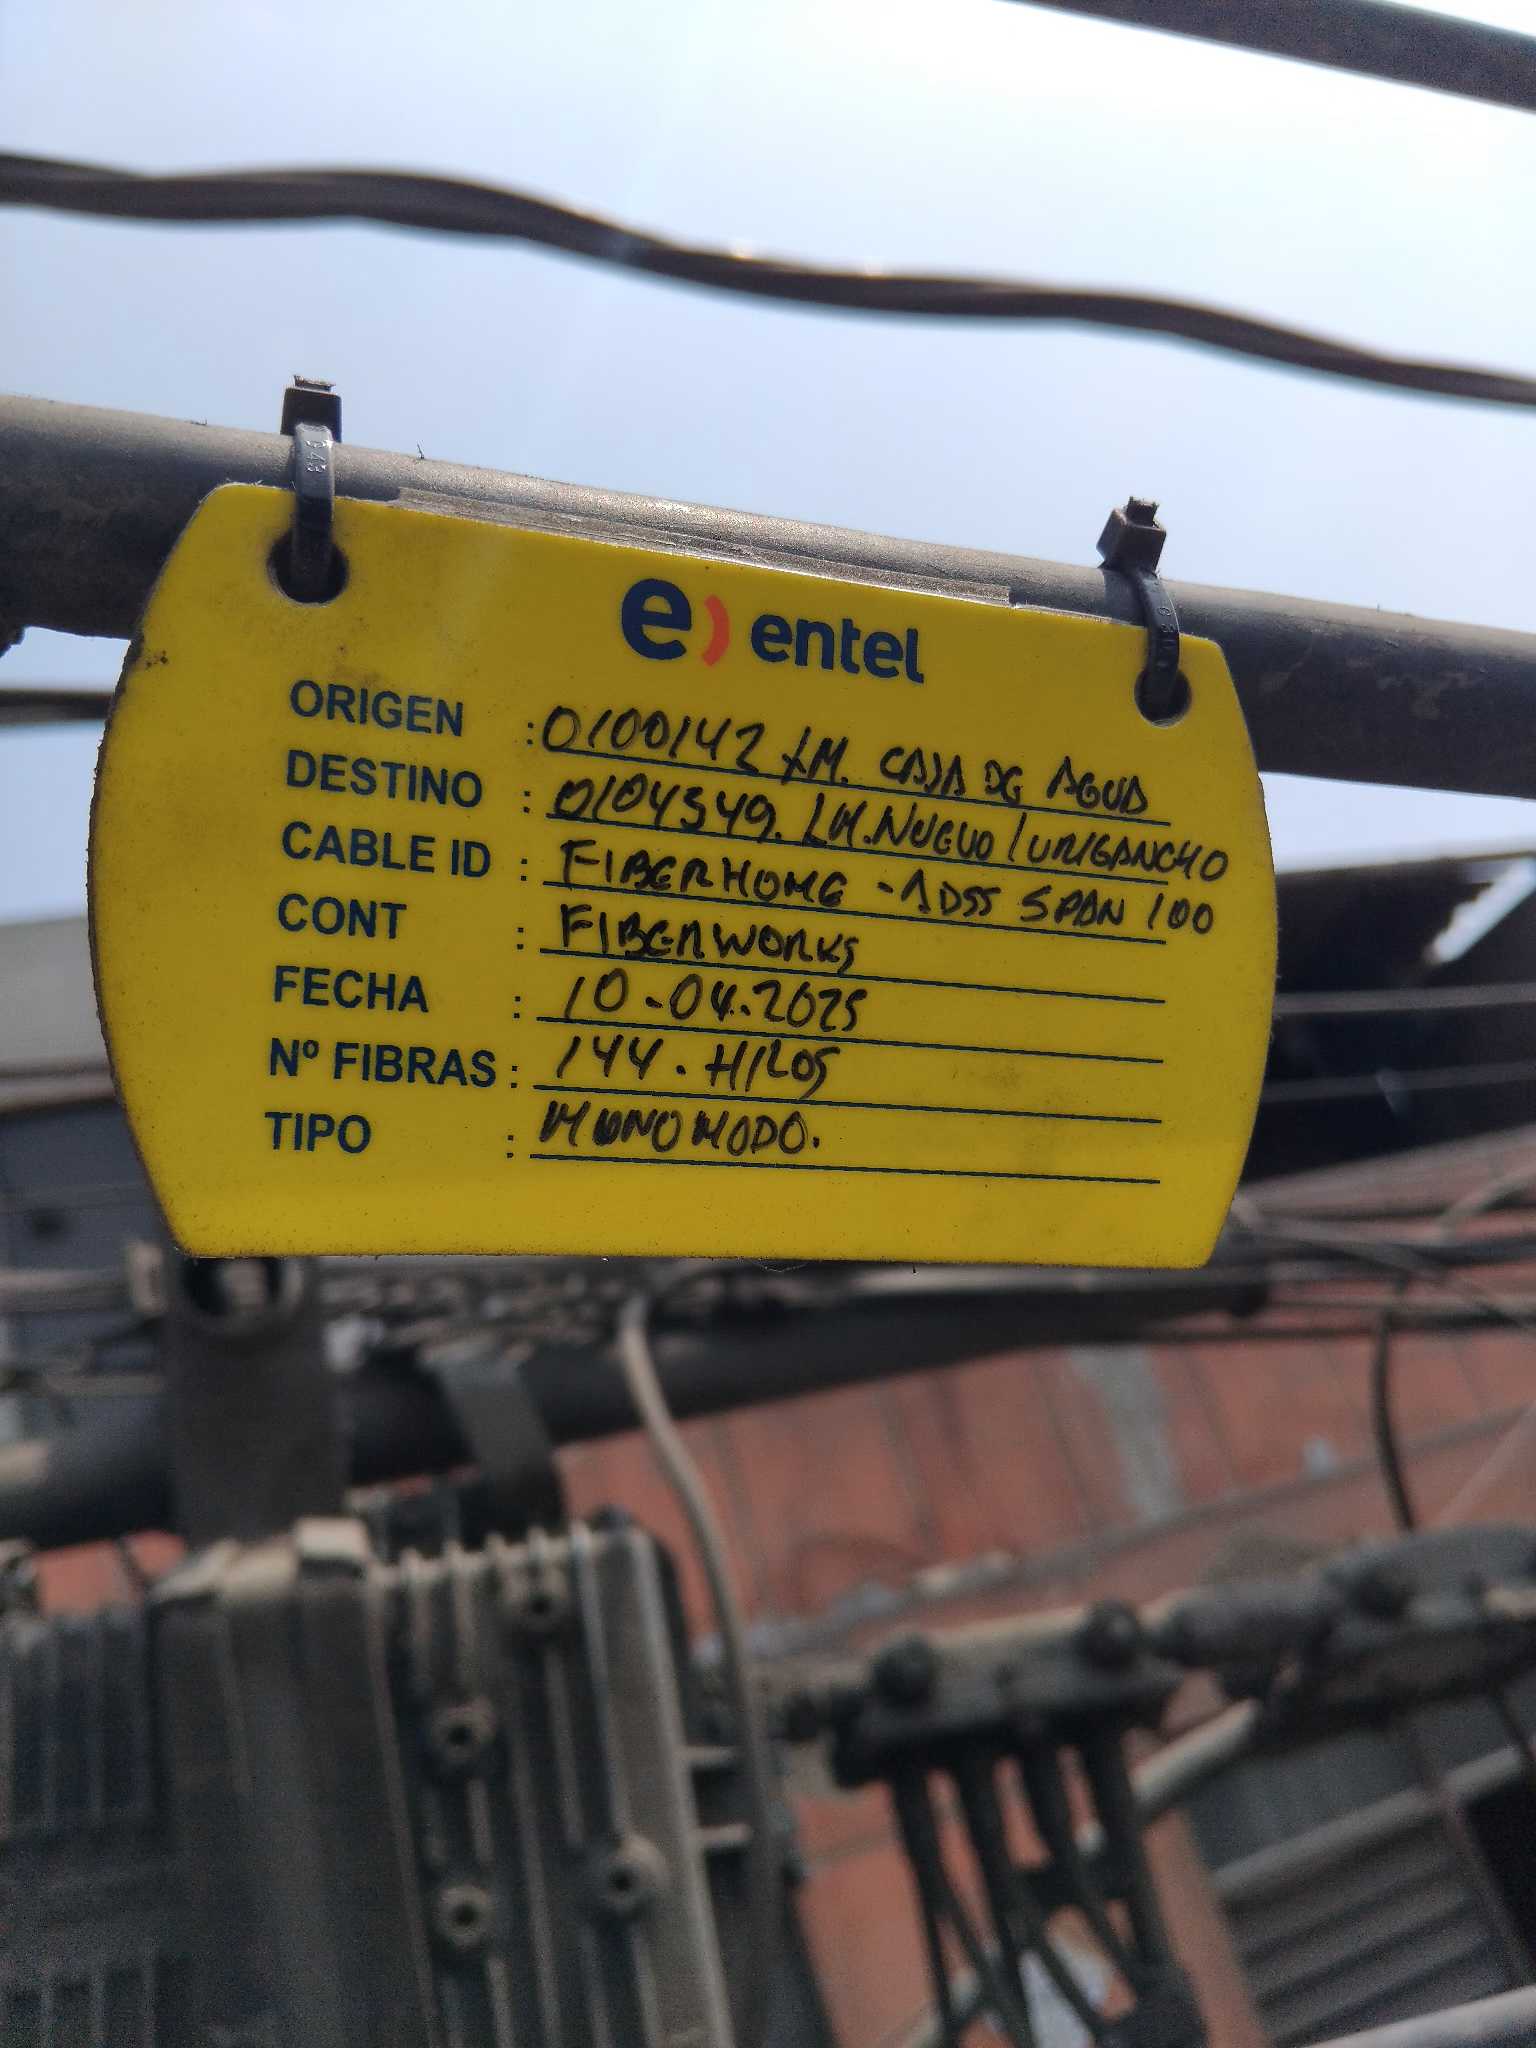 e) entel
ORIGEN : 0100142 LM. CAJA DE AGUA
DESTINO : 0104349. LM. NUEVO LURIGANCHO
CABLE ID : FIBERHOME - ADSS SPAN 100
CONT : FIBERWORKS
FECHA : 10-04.2025
Nº FIBRAS : 144. HILOS
TIPO : MONOMODO.